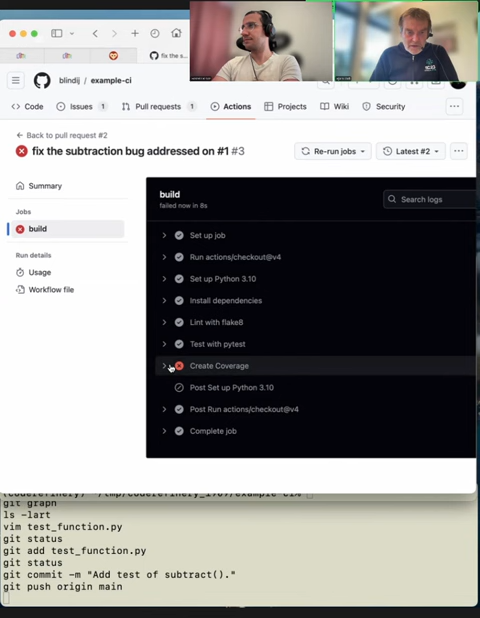 fix the s...
blindij / example-ci
Code
Issues 1
Pull requests 1
Actions
Projects
Wiki
Security
...
← Back to pull request #2
fix the subtraction bug addressed on #1 #3
Re-run jobs
Latest #2
...
Summary
Jobs
build
Run details
Usage
Workflow file
build
failed now in 8s
Search logs
Set up job
Run actions/checkout@v4
Set up Python 3.10
Install dependencies
Lint with flake8
Test with pytest
Create Coverage
Post Set up Python 3.10
Post Run actions/checkout@v4
Complete job
git graph
ls -lart
vim test_function.py
git status
git add test_function.py
git status
git commit -m "Add test of subtract()."
git push origin main